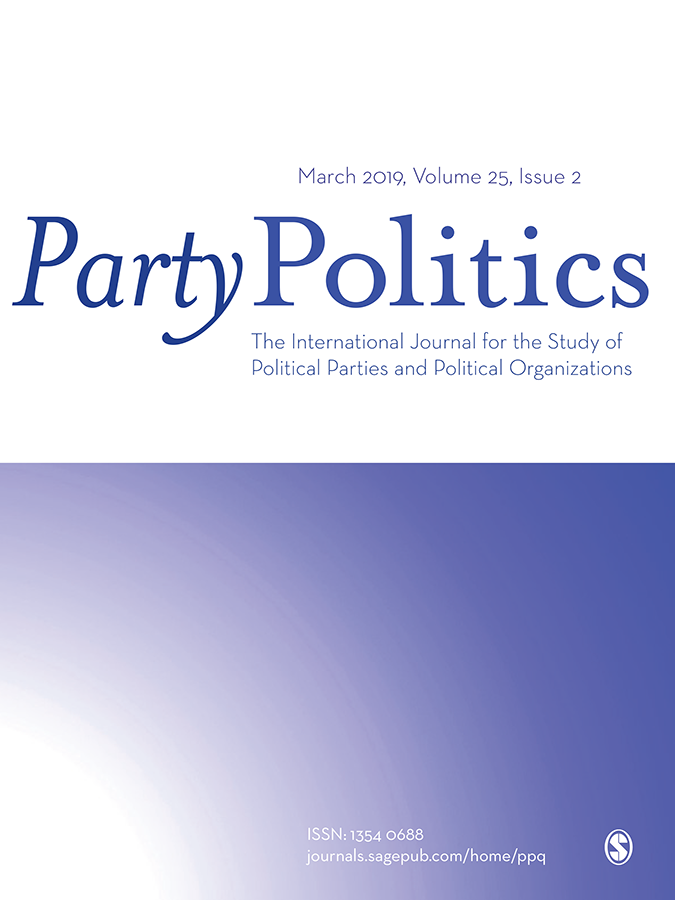 March 2019, Volume 25, Issue 2
Party Politics
The International Journal for the Study of
Political Parties and Political Organizations
ISSN: 1354 0688
journals.sagepub.com/home/ppq
S